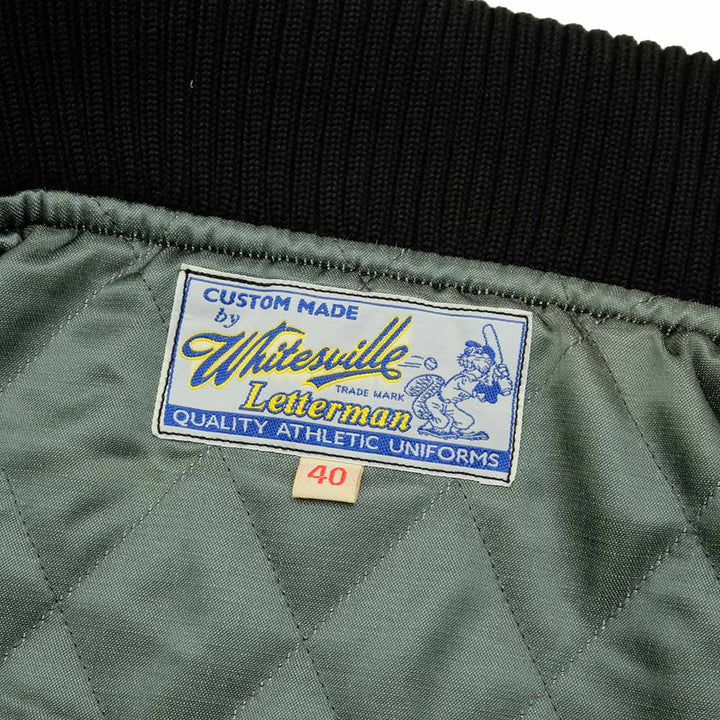 CUSTOM MADE
by
Whitesville
TRADE MARK
Letterman
QUALITY ATHLETIC UNIFORMS
40